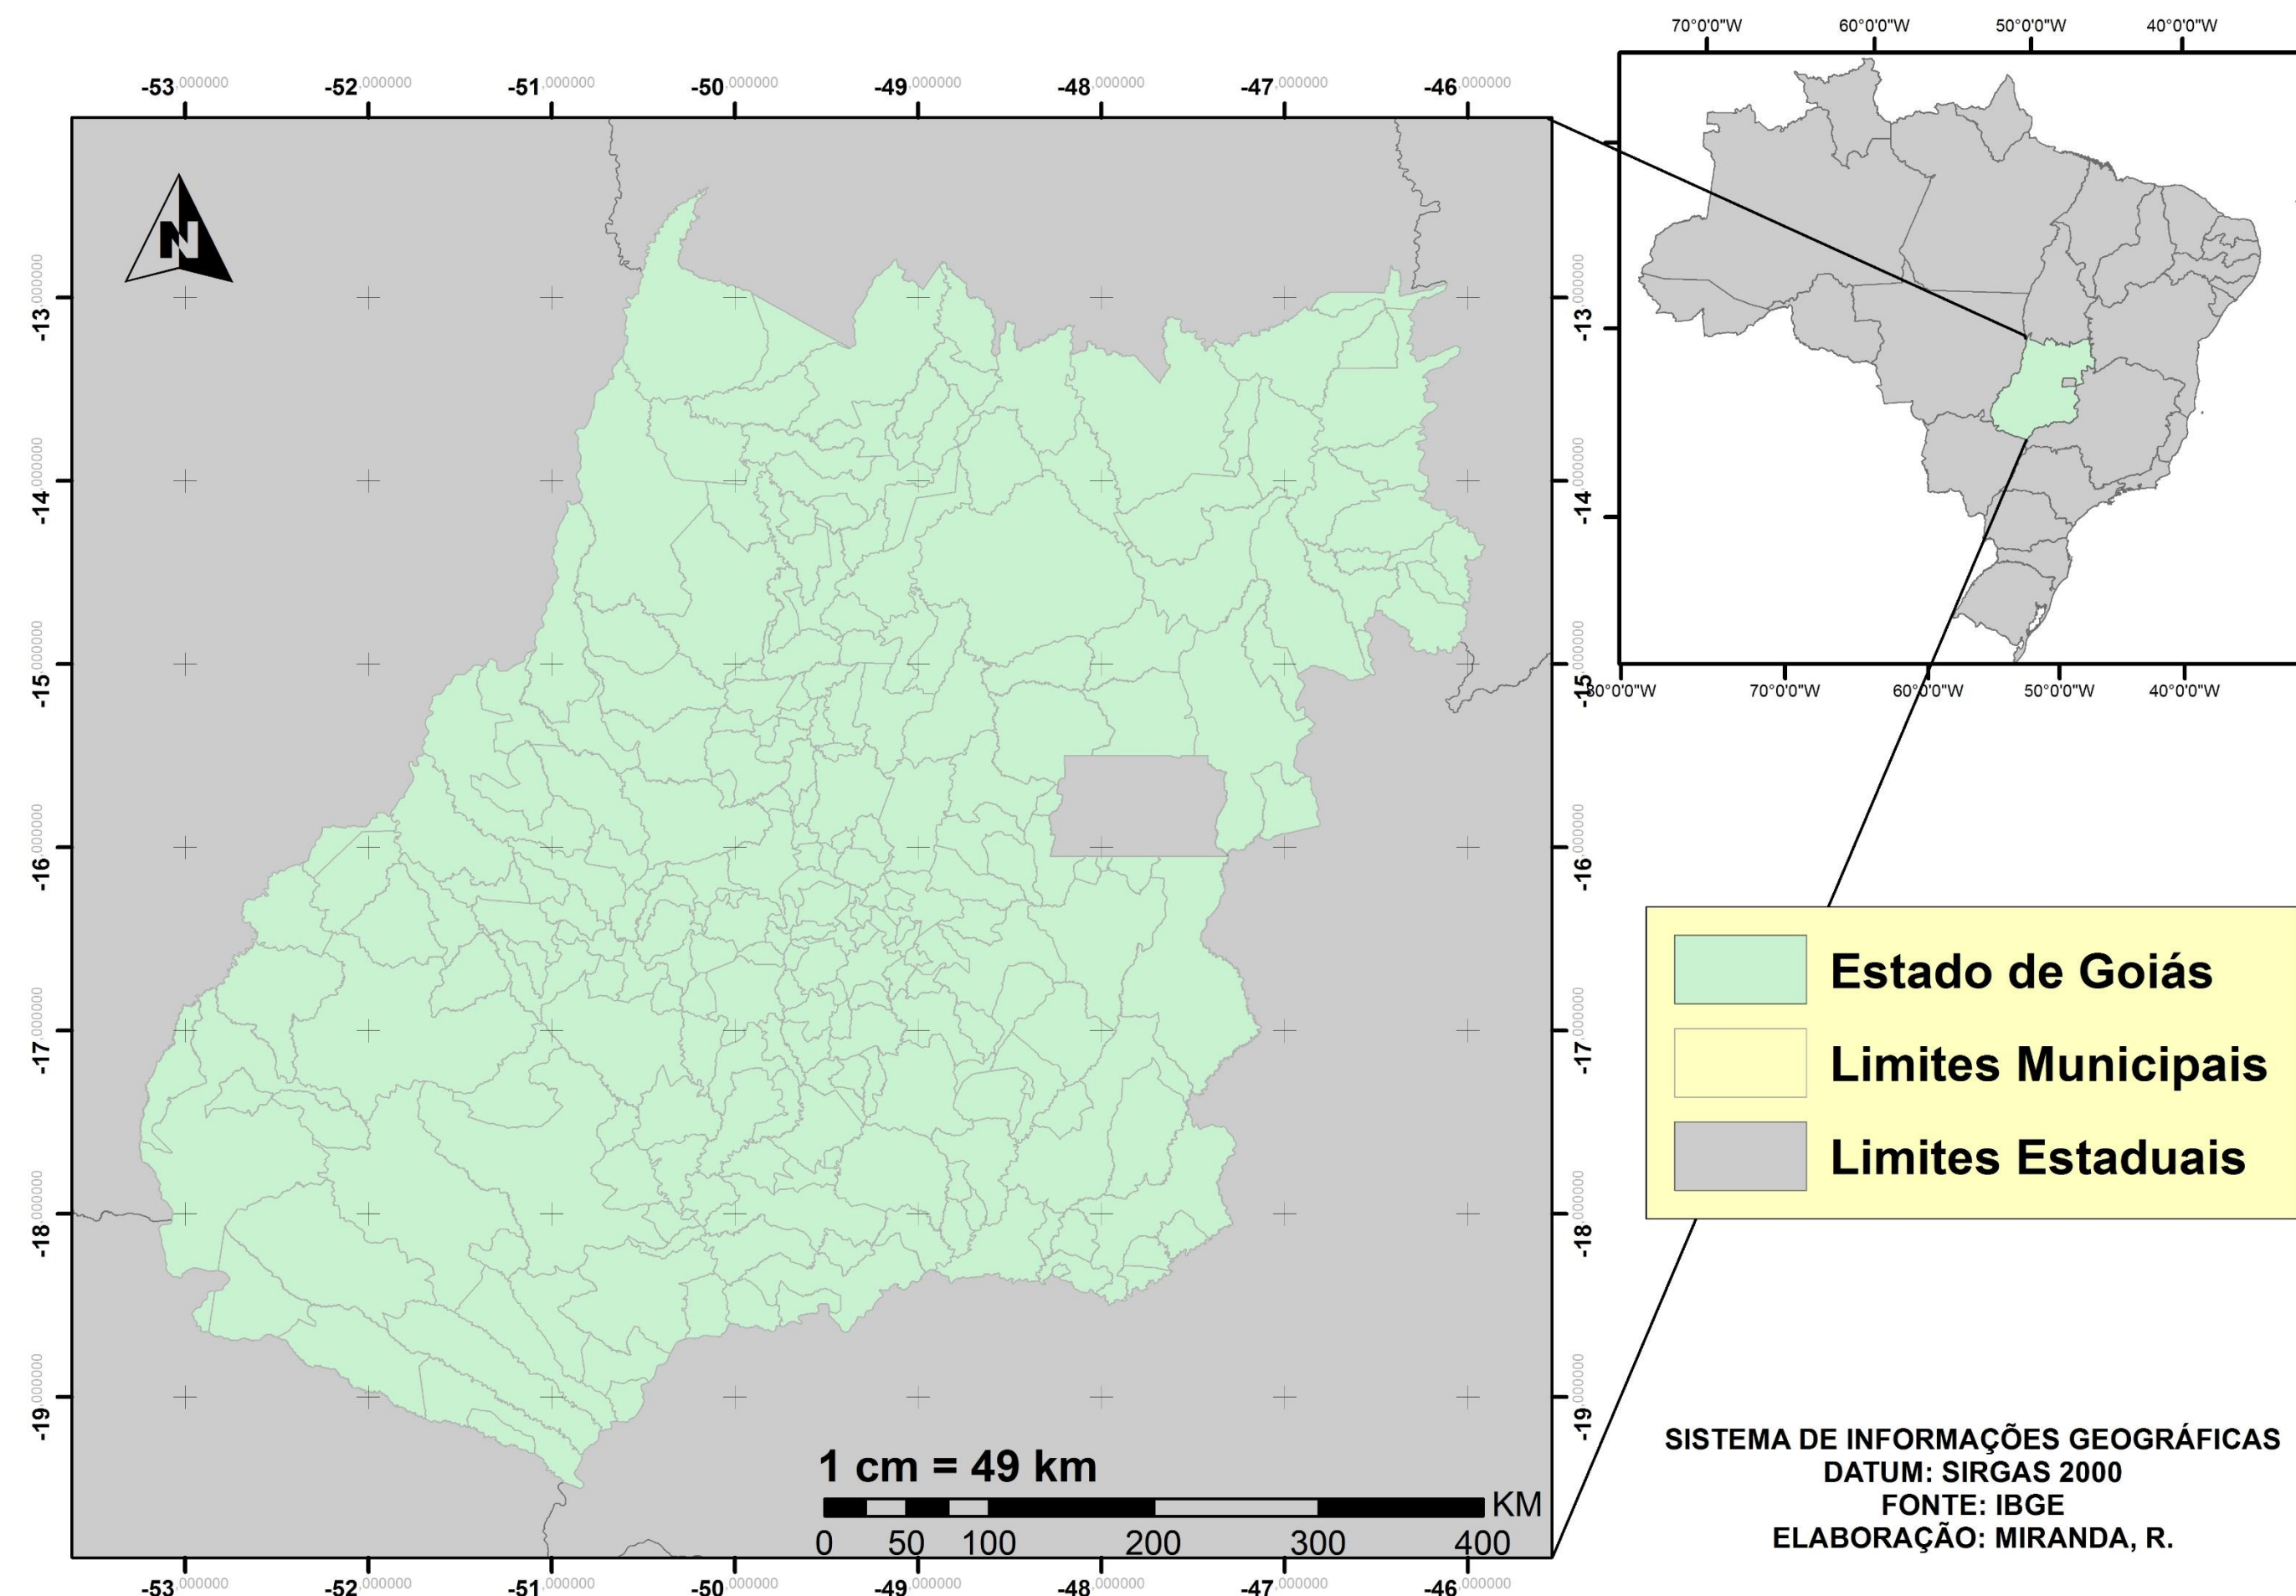 70°0'0"W 60°0'0"W 50°0'0"W 40°0'0"W
-53,000000 -52,000000 -51,000000 -50,000000 -49,000000 -48,000000 -47,000000 -46,000000
N
-13,000000
-14,000000
-15,000000
-16,000000
-17,000000
-18,000000
-19,000000
-13,000000
-14,000000
-15,000000
-16,000000
-17,000000
-18,000000
-19,000000
80°0'0"W 70°0'0"W 60°0'0"W 50°0'0"W 40°0'0"W
Estado de Goiás
Limites Municipais
Limites Estaduais
1 cm = 49 km
KM
0 50 100 200 300 400
-53,000000 -52,000000 -51,000000 -50,000000 -49,000000 -48,000000 -47,000000 -46,000000
SISTEMA DE INFORMAÇÕES GEOGRÁFICAS
DATUM: SIRGAS 2000
FONTE: IBGE
ELABORAÇÃO: MIRANDA, R.